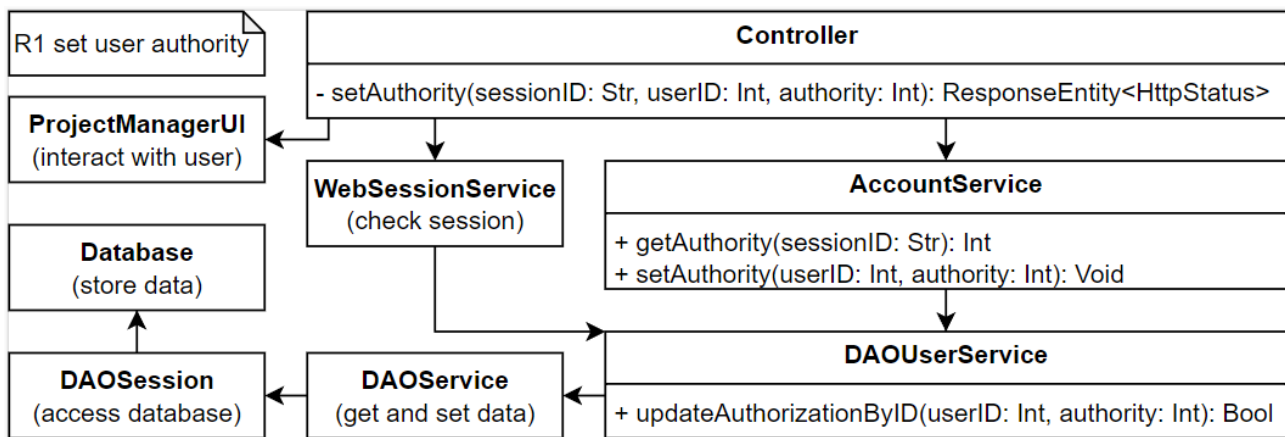 R1 set user authority
Controller
- setAuthority(sessionID: Str, userID: Int, authority: Int): ResponseEntity<HttpStatus>
ProjectManagerUI
(interact with user)
WebSessionService
(check session)
AccountService
+ getAuthority(sessionID: Str): Int
+ setAuthority(userID: Int, authority: Int): Void
Database
(store data)
DAOSession
(access database)
DAOService
(get and set data)
DAOUserService
+ updateAuthorizationByID(userID: Int, authority: Int): Bool